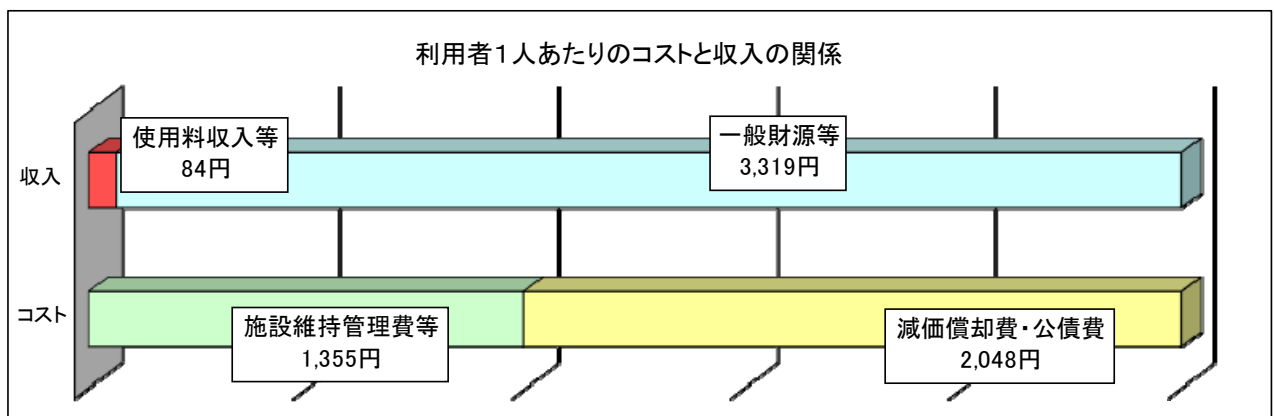 利用者１人あたりのコストと収入の関係
収入
使用料収入等
84円
一般財源等
3,319円
コスト
施設維持管理費等
1,355円
減価償却費・公債費
2,048円